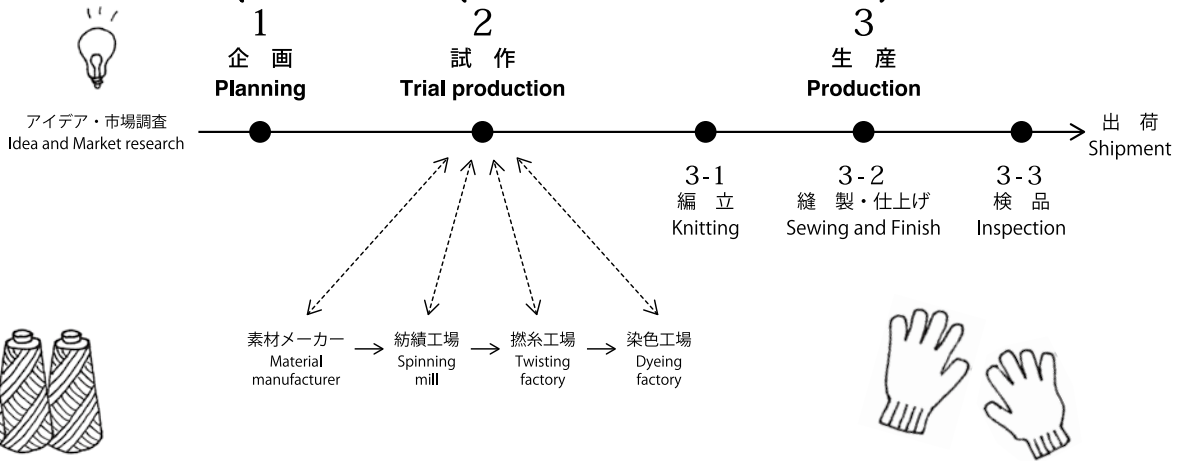 1
企 画
Planning
2
試 作
Trial production
3
生 産
Production
アイデア・市場調査
Idea and Market research
出 荷
Shipment
3-1
編 立
Knitting
3-2
縫 製・仕上げ
Sewing and Finish
3-3
検 品
Inspection
素材メーカー
Material
manufacturer
紡績工場
Spinning
mill
撚糸工場
Twisting
factory
染色工場
Dyeing
factory